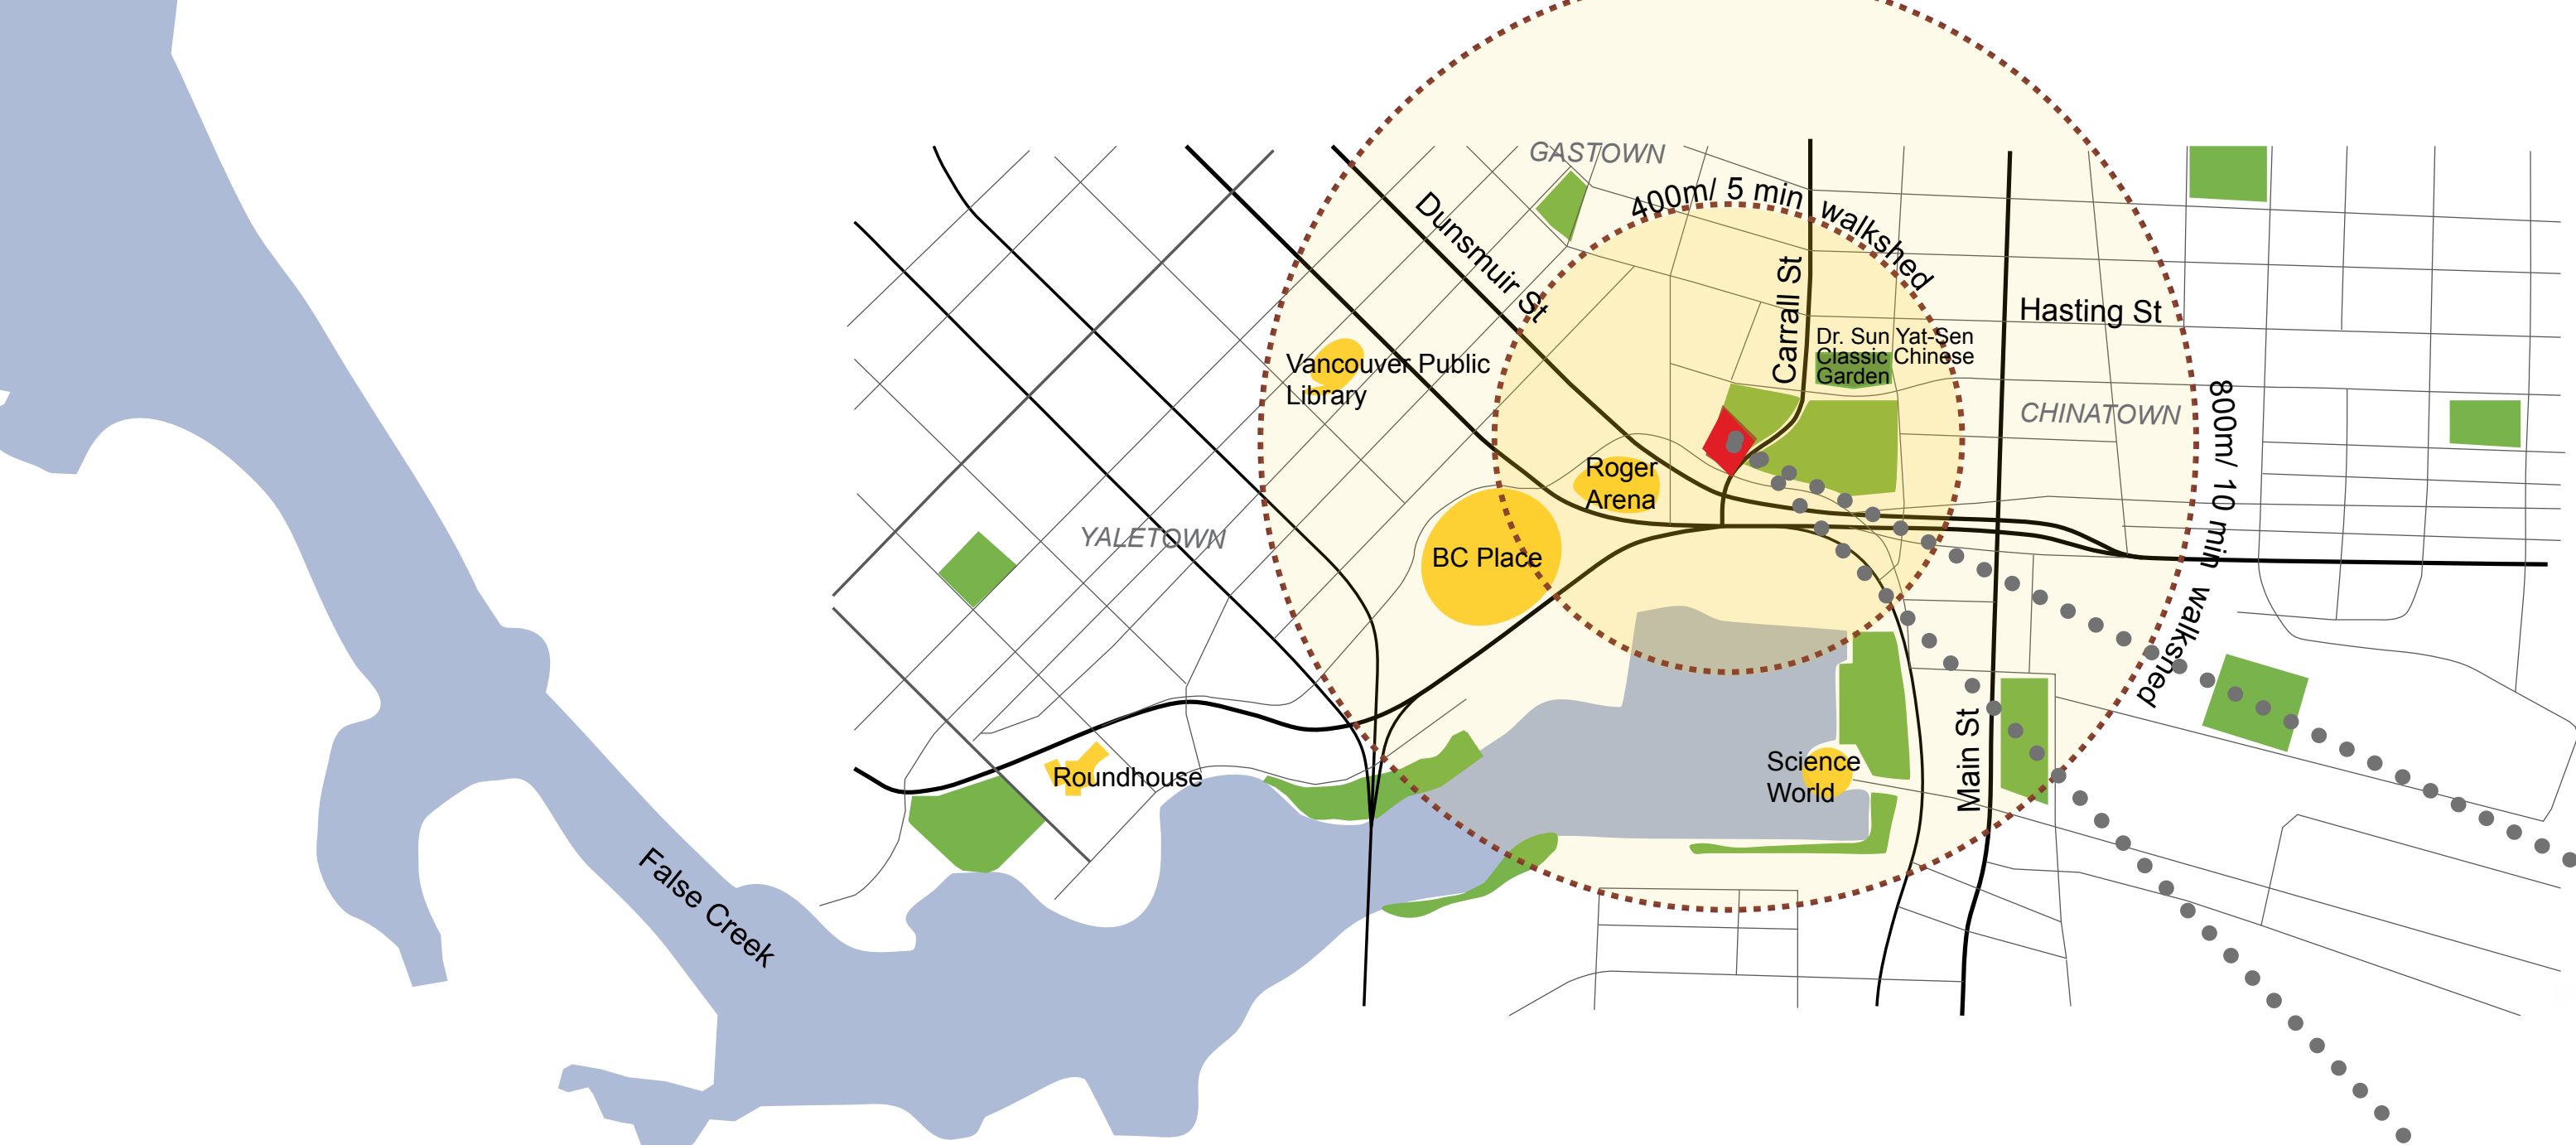 GASTOWN
400m/ 5 min walkshed
Dunsmuir St
Carrall St
Hasting St
Dr. Sun Yat-Sen
Classic Chinese
Garden
Vancouver Public
Library
CHINATOWN
800m/ 10 min walkshed
Roger
Arena
YALETOWN
BC Place
Main St
Science
World
Roundhouse
False Creek